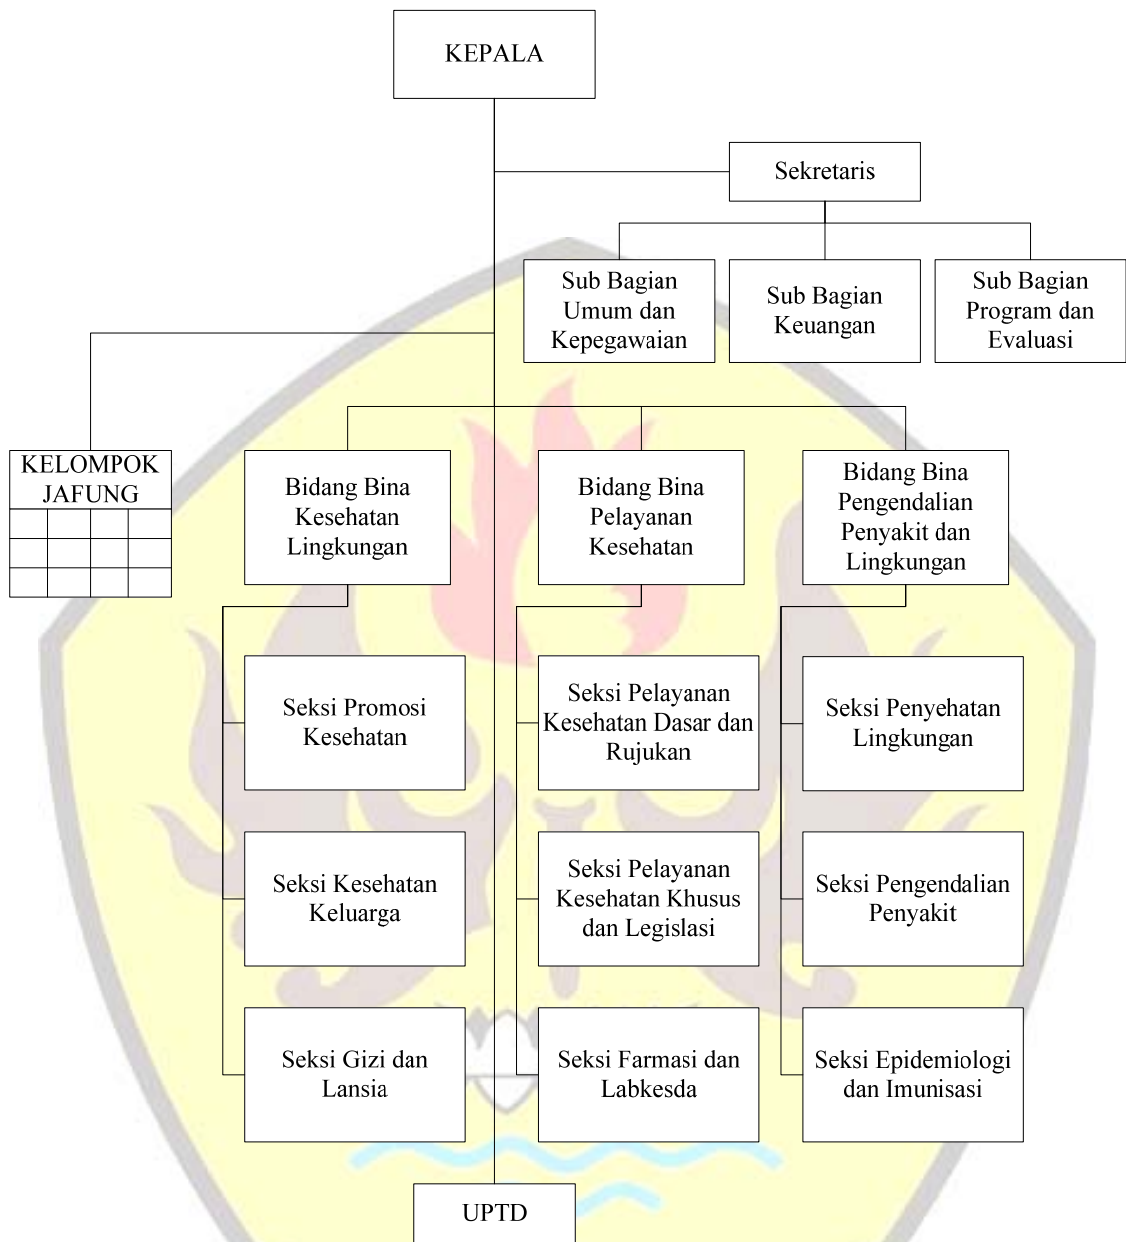 KEPALA
Sekretaris
Sub Bagian
Umum dan
Kepegawaian
Sub Bagian
Keuangan
Sub Bagian
Program dan
Evaluasi
KELOMPOK
JAFUNG
Bidang Bina
Kesehatan
Lingkungan
Bidang Bina
Pelayanan
Kesehatan
Bidang Bina
Pengendalian
Penyakit dan
Lingkungan
Seksi Promosi
Kesehatan
Seksi Pelayanan
Kesehatan Dasar dan
Rujukan
Seksi Penyehatan
Lingkungan
Seksi Kesehatan
Keluarga
Seksi Pelayanan
Kesehatan Khusus
dan Legislasi
Seksi Pengendalian
Penyakit
Seksi Gizi dan
Lansia
Seksi Farmasi dan
Labkesda
Seksi Epidemiologi
dan Imunisasi
UPTD